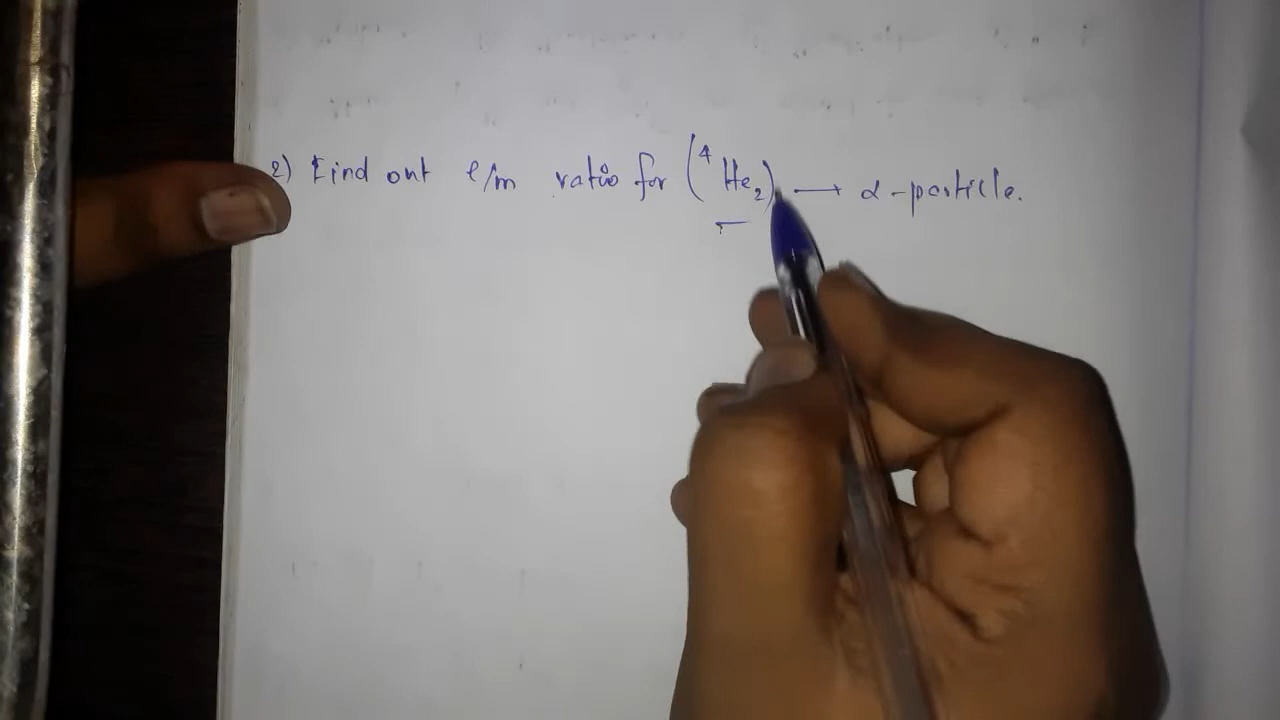 2) Find out e/m ratio for (⁴He₂) → α-particle.